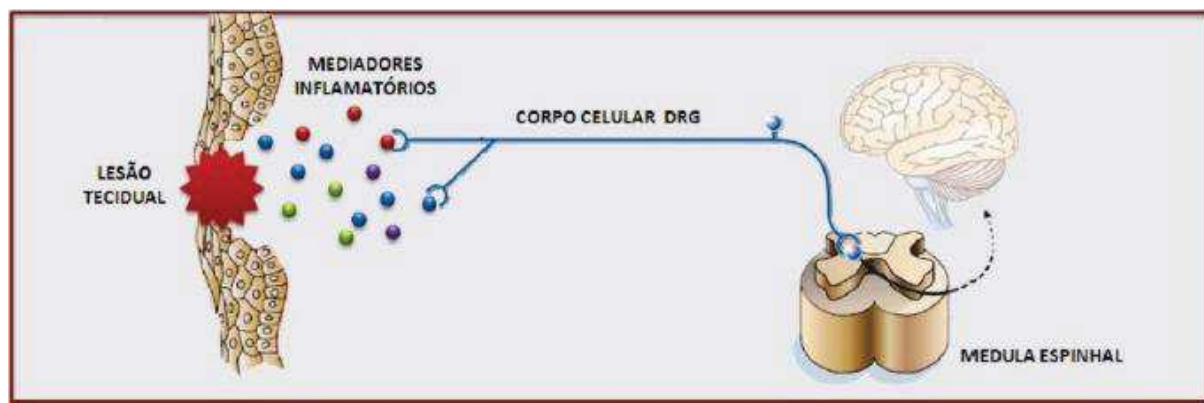 MEDIADORES
INFLAMATÓRIOS
CORPO CELULAR DRG
LESÃO
TECIDUAL
MEDULA ESPINHAL